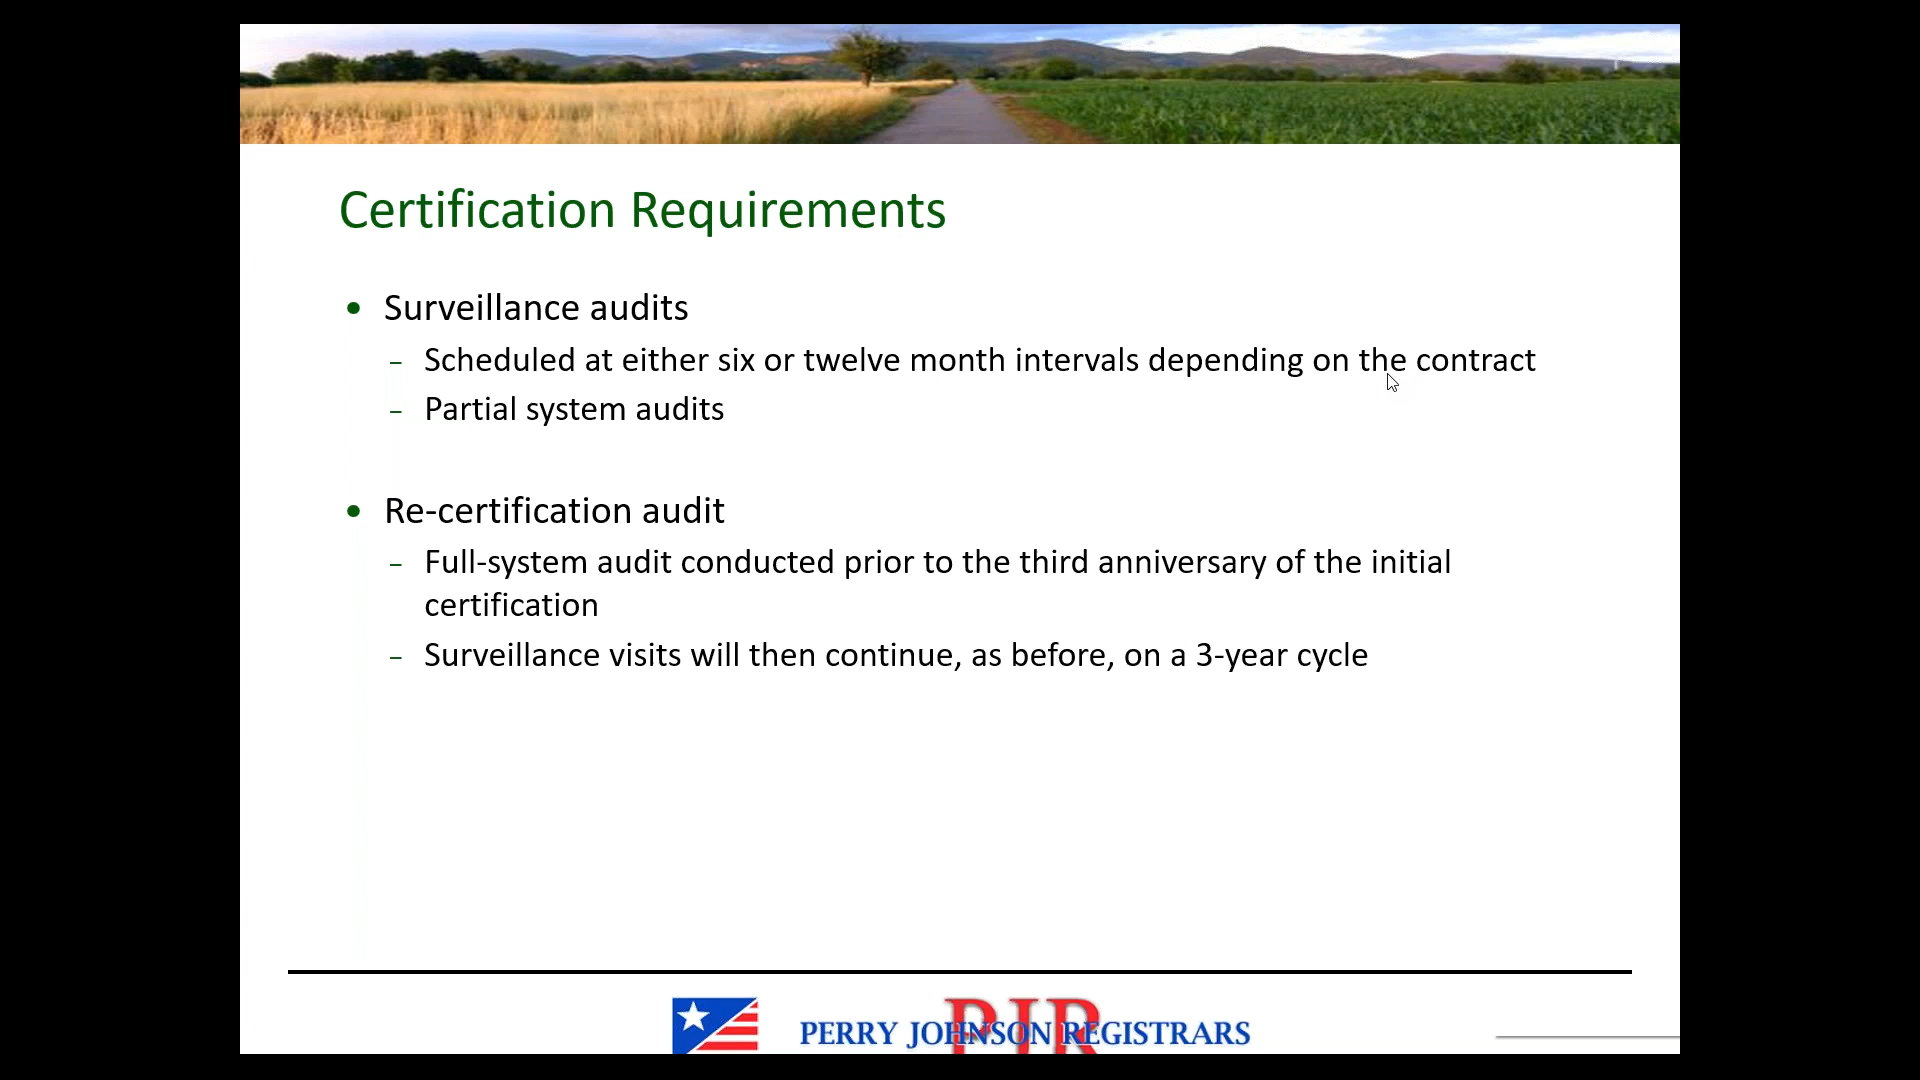 Certification Requirements
• Surveillance audits
– Scheduled at either six or twelve month intervals depending on the contract
– Partial system audits
• Re-certification audit
– Full-system audit conducted prior to the third anniversary of the initial
certification
– Surveillance visits will then continue, as before, on a 3-year cycle
PJR
PERRY JOHNSON REGISTRARS